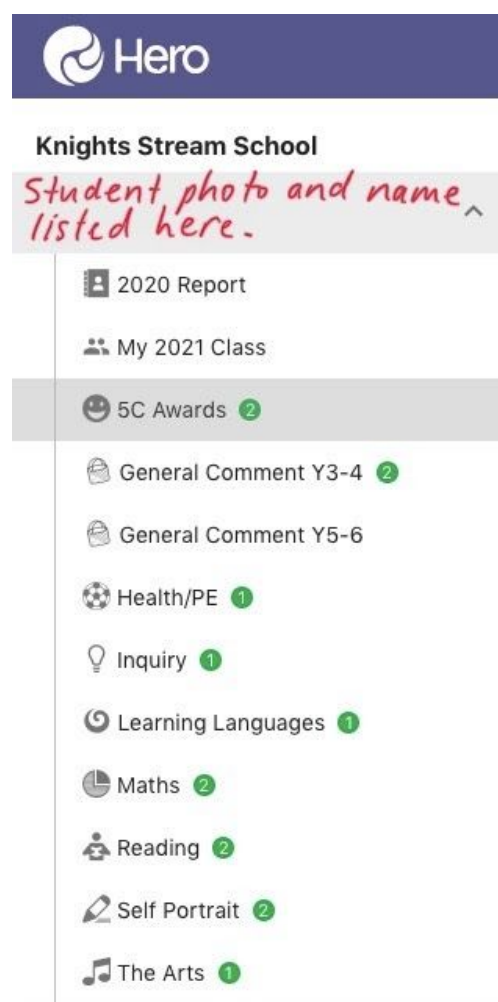 Hero
Knights Stream School
Student photo and name
listed here.
2020 Report
My 2021 Class
5C Awards 2
General Comment Y3-4 2
General Comment Y5-6
Health/PE 1
Inquiry 1
Learning Languages 1
Maths 2
Reading 2
Self Portrait 2
The Arts 1